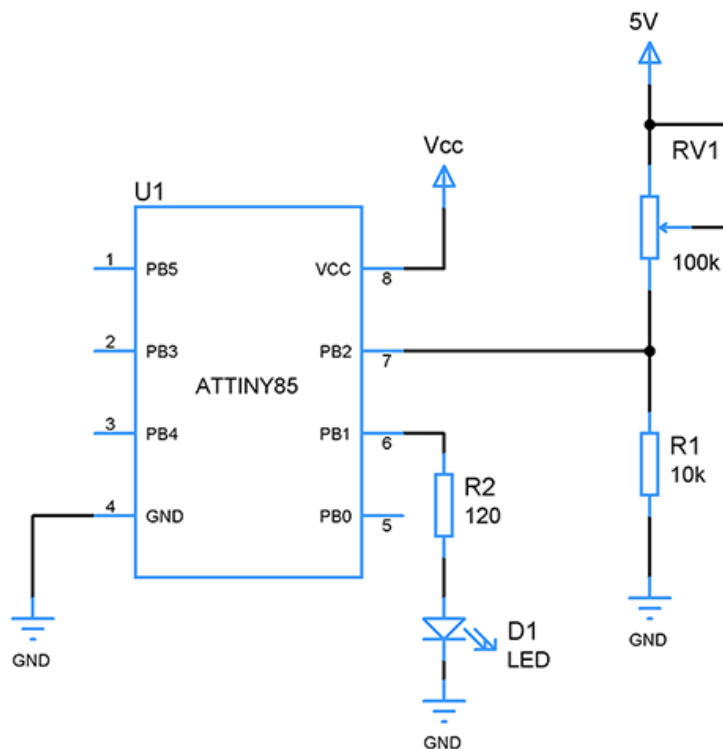 5V
RV1
100k
Vcc
U1
1 PB5 VCC 8
2 PB3 PB2 7
ATTINY85
3 PB4 PB1 6
4 GND PB0 5
R2
120
R1
10k
D1
LED
GND
GND
GND